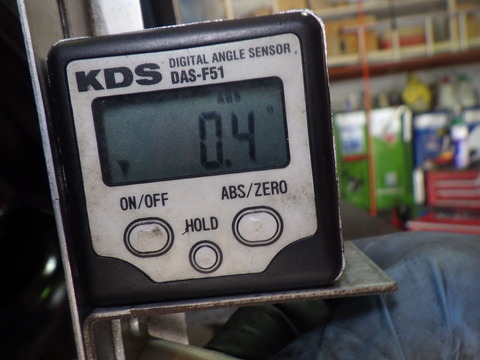 KDS DIGITAL ANGLE SENSOR
DAS-F51
ABS
0.4°
ON/OFF
ABS/ZERO
HOLD